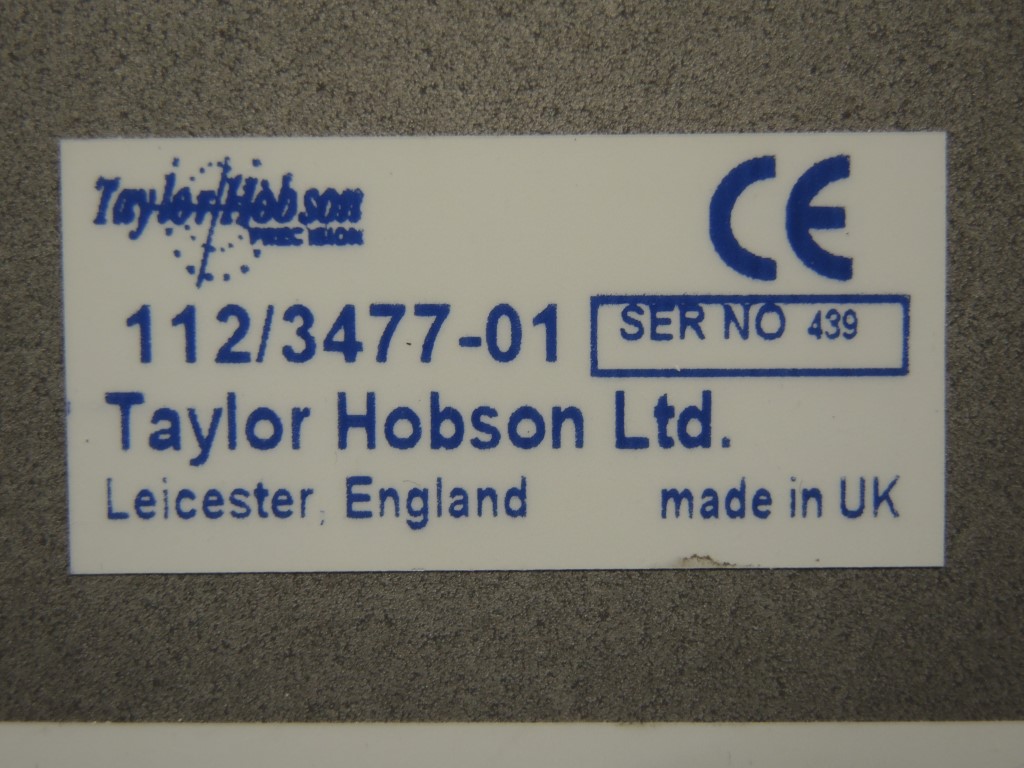 Taylor Hobson
PRECISION
CE
112/3477-01 SER NO 439
Taylor Hobson Ltd.
Leicester, England made in UK